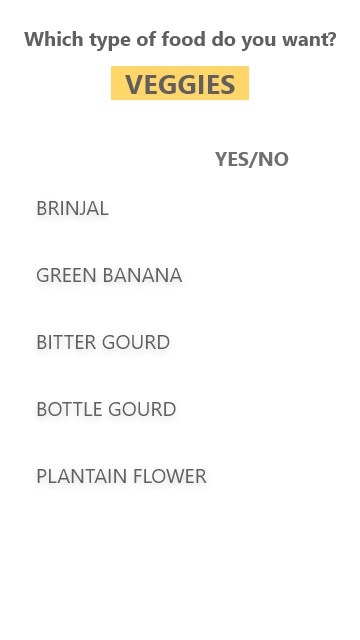 Which type of food do you want?
VEGGIES
YES/NO
BRINJAL
GREEN BANANA
BITTER GOURD
BOTTLE GOURD
PLANTAIN FLOWER